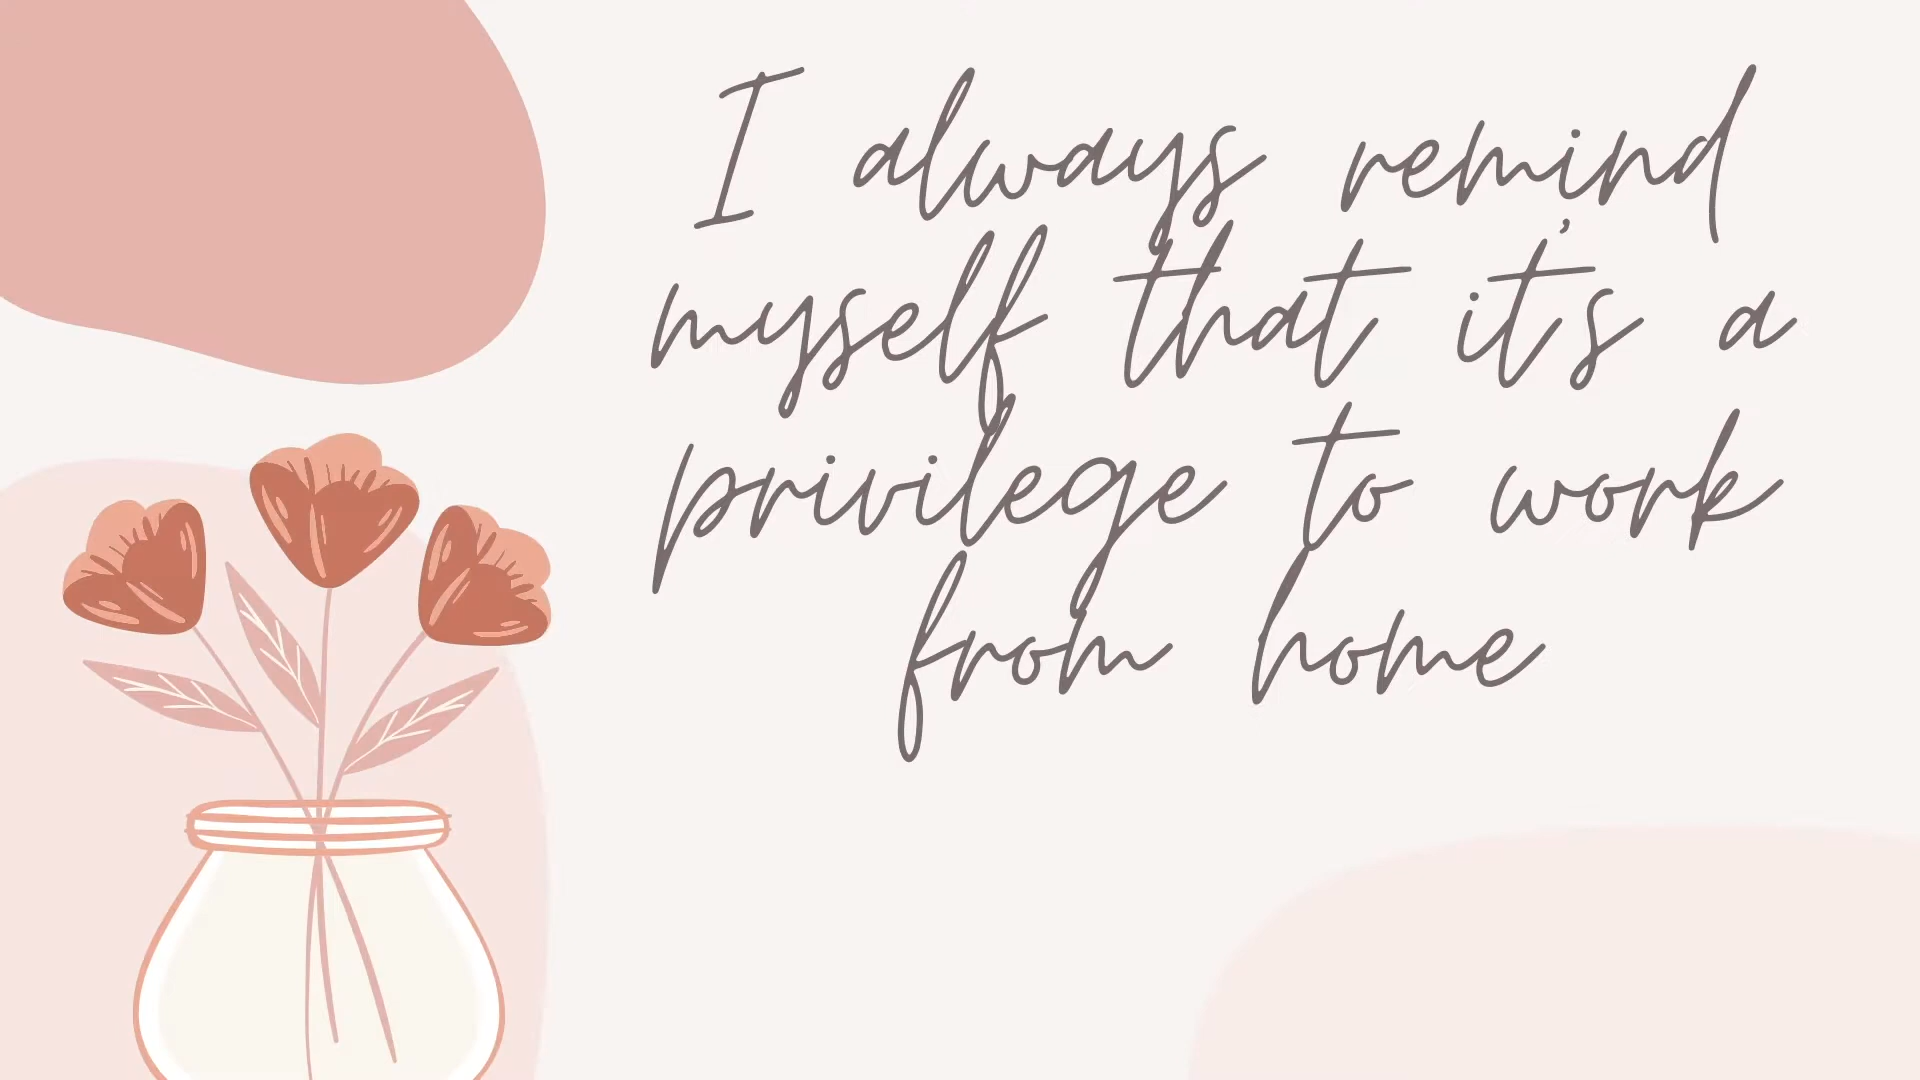 I always remind
myself that it's a
privilege to work
from home